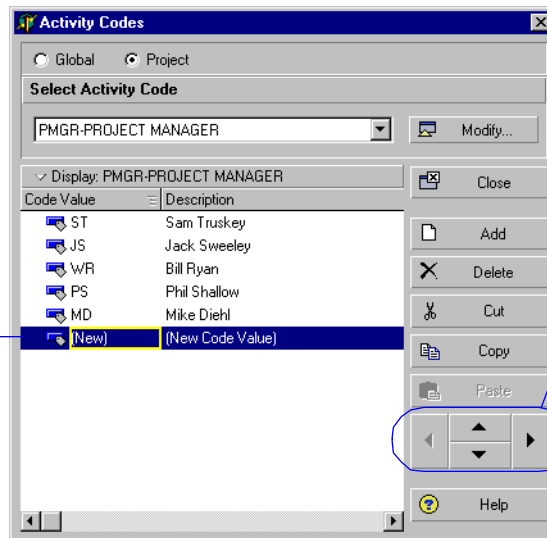 Activity Codes
Global Project
Select Activity Code
PMGR-PROJECT MANAGER Modify...
Display: PMGR-PROJECT MANAGER Close
Code Value Description
ST Sam Truskey
JS Jack Sweeley
WR Bill Ryan
PS Phil Shallow
MD Mike Diehl
(New) (New Code Value)
Add
Delete
Cut
Copy
Paste
Help